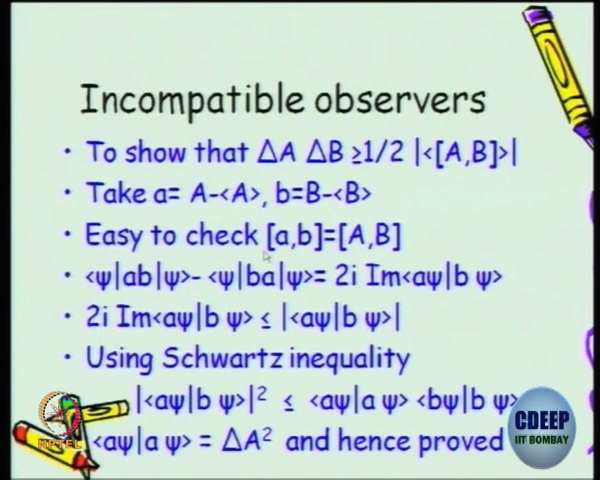 Incompatible observers
• To show that ΔA ΔB ≥1/2 |<[A,B]>|
• Take a= A-<A>, b=B-<B>
• Easy to check [a,b]=[A,B]
• <ψ|ab|ψ>- <ψ|ba|ψ>= 2i Im<aψ|b ψ>
• 2i Im<aψ|b ψ> ≤ |<aψ|b ψ>|
• Using Schwartz inequality
|<aψ|b ψ>|² ≤ <aψ|a ψ> <bψ|b ψ>
<aψ|a ψ> = ΔA² and hence proved
NPTEL
CDEEP
IIT BOMBAY